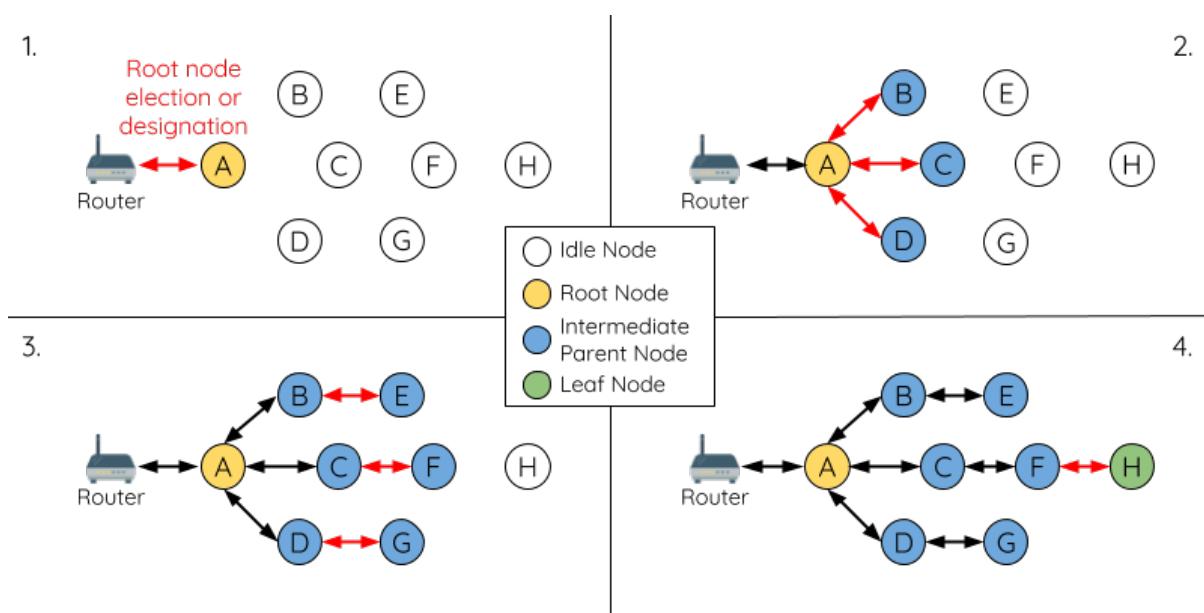 1.
Root node
election or
designation
B
E
A
C
F
H
Router
D
G
2.
B
E
A
C
F
H
Router
D
G
Idle Node
Root Node
Intermediate
Parent Node
Leaf Node
3.
B
E
A
C
F
H
Router
D
G
4.
B
E
A
C
F
H
Router
D
G